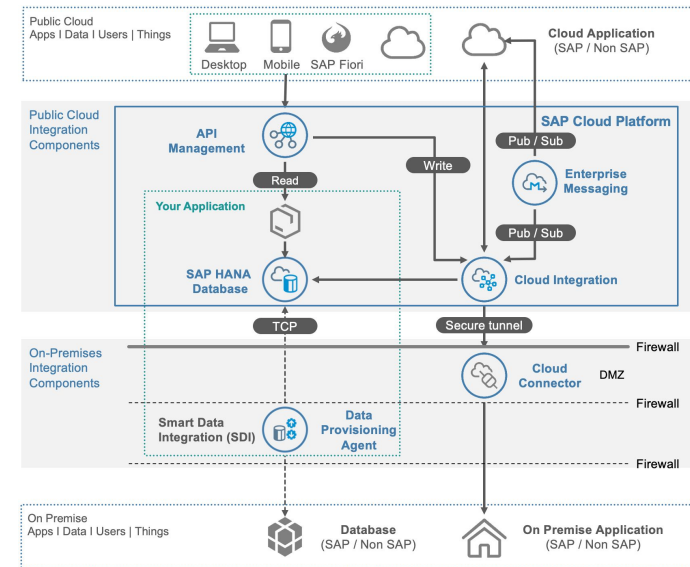 Public Cloud
Apps I Data I Users | Things
Desktop
Mobile
SAP Fiori
Cloud Application
(SAP / Non SAP)
Public Cloud
Integration
Components
SAP Cloud Platform
API
Management
Pub / Sub
Write
Enterprise
Messaging
Read
Your Application
Pub / Sub
SAP HANA
Database
Cloud Integration
TCP
Secure tunnel
Firewall
On-Premises
Integration
Components
Cloud
Connector
DMZ
Firewall
Smart Data
Integration (SDI)
Data
Provisioning
Agent
Firewall
On Premise
Apps I Data I Users | Things
Database
(SAP / Non SAP)
On Premise Application
(SAP / Non SAP)